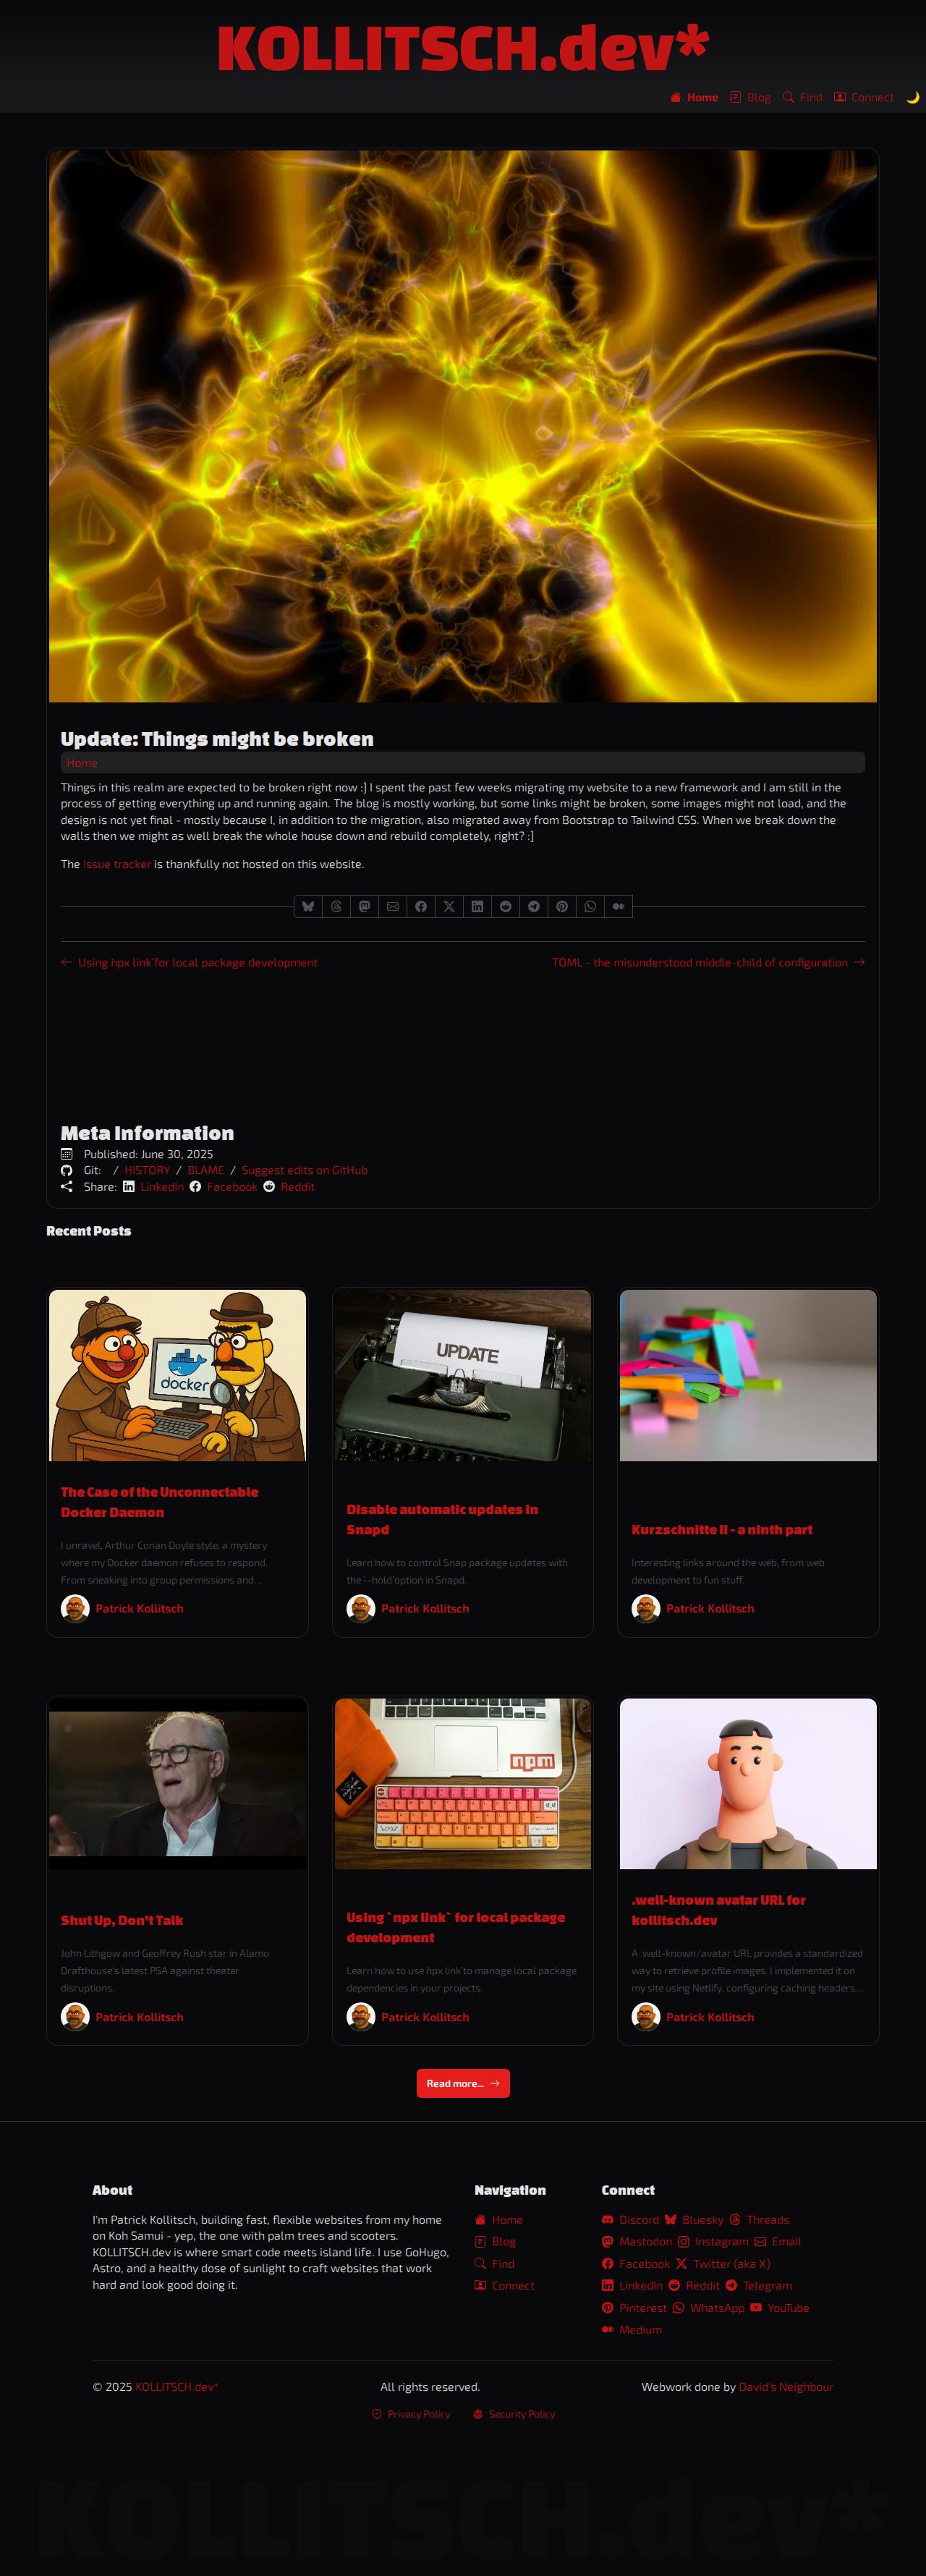 KOLLITSCH.dev*
Home Blog Find Connect
Update: Things might be broken
Home
Things in this realm are expected to be broken right now :] I spent the past few weeks migrating my website to a new framework and I am still in the
process of getting everything up and running again. The blog is mostly working, but some links might be broken, some images might not load, and the
design is not yet final - mostly because I, in addition to the migration, also migrated away from Bootstrap to Tailwind CSS. When we break down the
walls then we might as well break the whole house down and rebuild completely, right? :]
The issue tracker is thankfully not hosted on this website.
← Using `npx link` for local package development
TOML - the misunderstood middle-child of configuration →
Meta Information
Published: June 30, 2025
Git: / HISTORY / BLAME / Suggest edits on GitHub
Share: LinkedIn Facebook Reddit
Recent Posts
docker
UPDATE
The Case of the Unconnectable
Docker Daemon
I unravel, Arthur Conan Doyle style, a mystery
where my Docker daemon refuses to respond.
From sneaking into group permissions and…
Patrick Kollitsch
Disable automatic updates in
Snapd
Learn how to control Snap package updates with
the `--hold` option in Snapd.
Patrick Kollitsch
Kurzschnitte II - a ninth part
Interesting links around the web, from web
development to fun stuff.
Patrick Kollitsch
npm
Shut Up, Don't Talk
John Lithgow and Geoffrey Rush star in Alamo
Drafthouse's latest PSA against theater
disruptions.
Patrick Kollitsch
Using `npx link` for local package
development
Learn how to use `npx link` to manage local package
dependencies in your projects.
Patrick Kollitsch
.well-known avatar URL for
kollitsch.dev
A .well-known/avatar URL provides a standardized
way to retrieve profile images. I implemented it on
my site using Netlify, configuring caching headers…
Patrick Kollitsch
Read more... →
About
I'm Patrick Kollitsch, building fast, flexible websites from my home
on Koh Samui - yep, the one with palm trees and scooters.
KOLLITSCH.dev is where smart code meets island life. I use GoHugo,
Astro, and a healthy dose of sunlight to craft websites that work
hard and look good doing it.
Navigation
Home
Blog
Find
Connect
Connect
Discord Bluesky Threads
Mastodon Instagram Email
Facebook Twitter (aka X)
LinkedIn Reddit Telegram
Pinterest WhatsApp YouTube
Medium
© 2025 KOLLITSCH.dev*
All rights reserved.
Webwork done by David's Neighbour
Privacy Policy Security Policy
KOLLITSCH.dev*